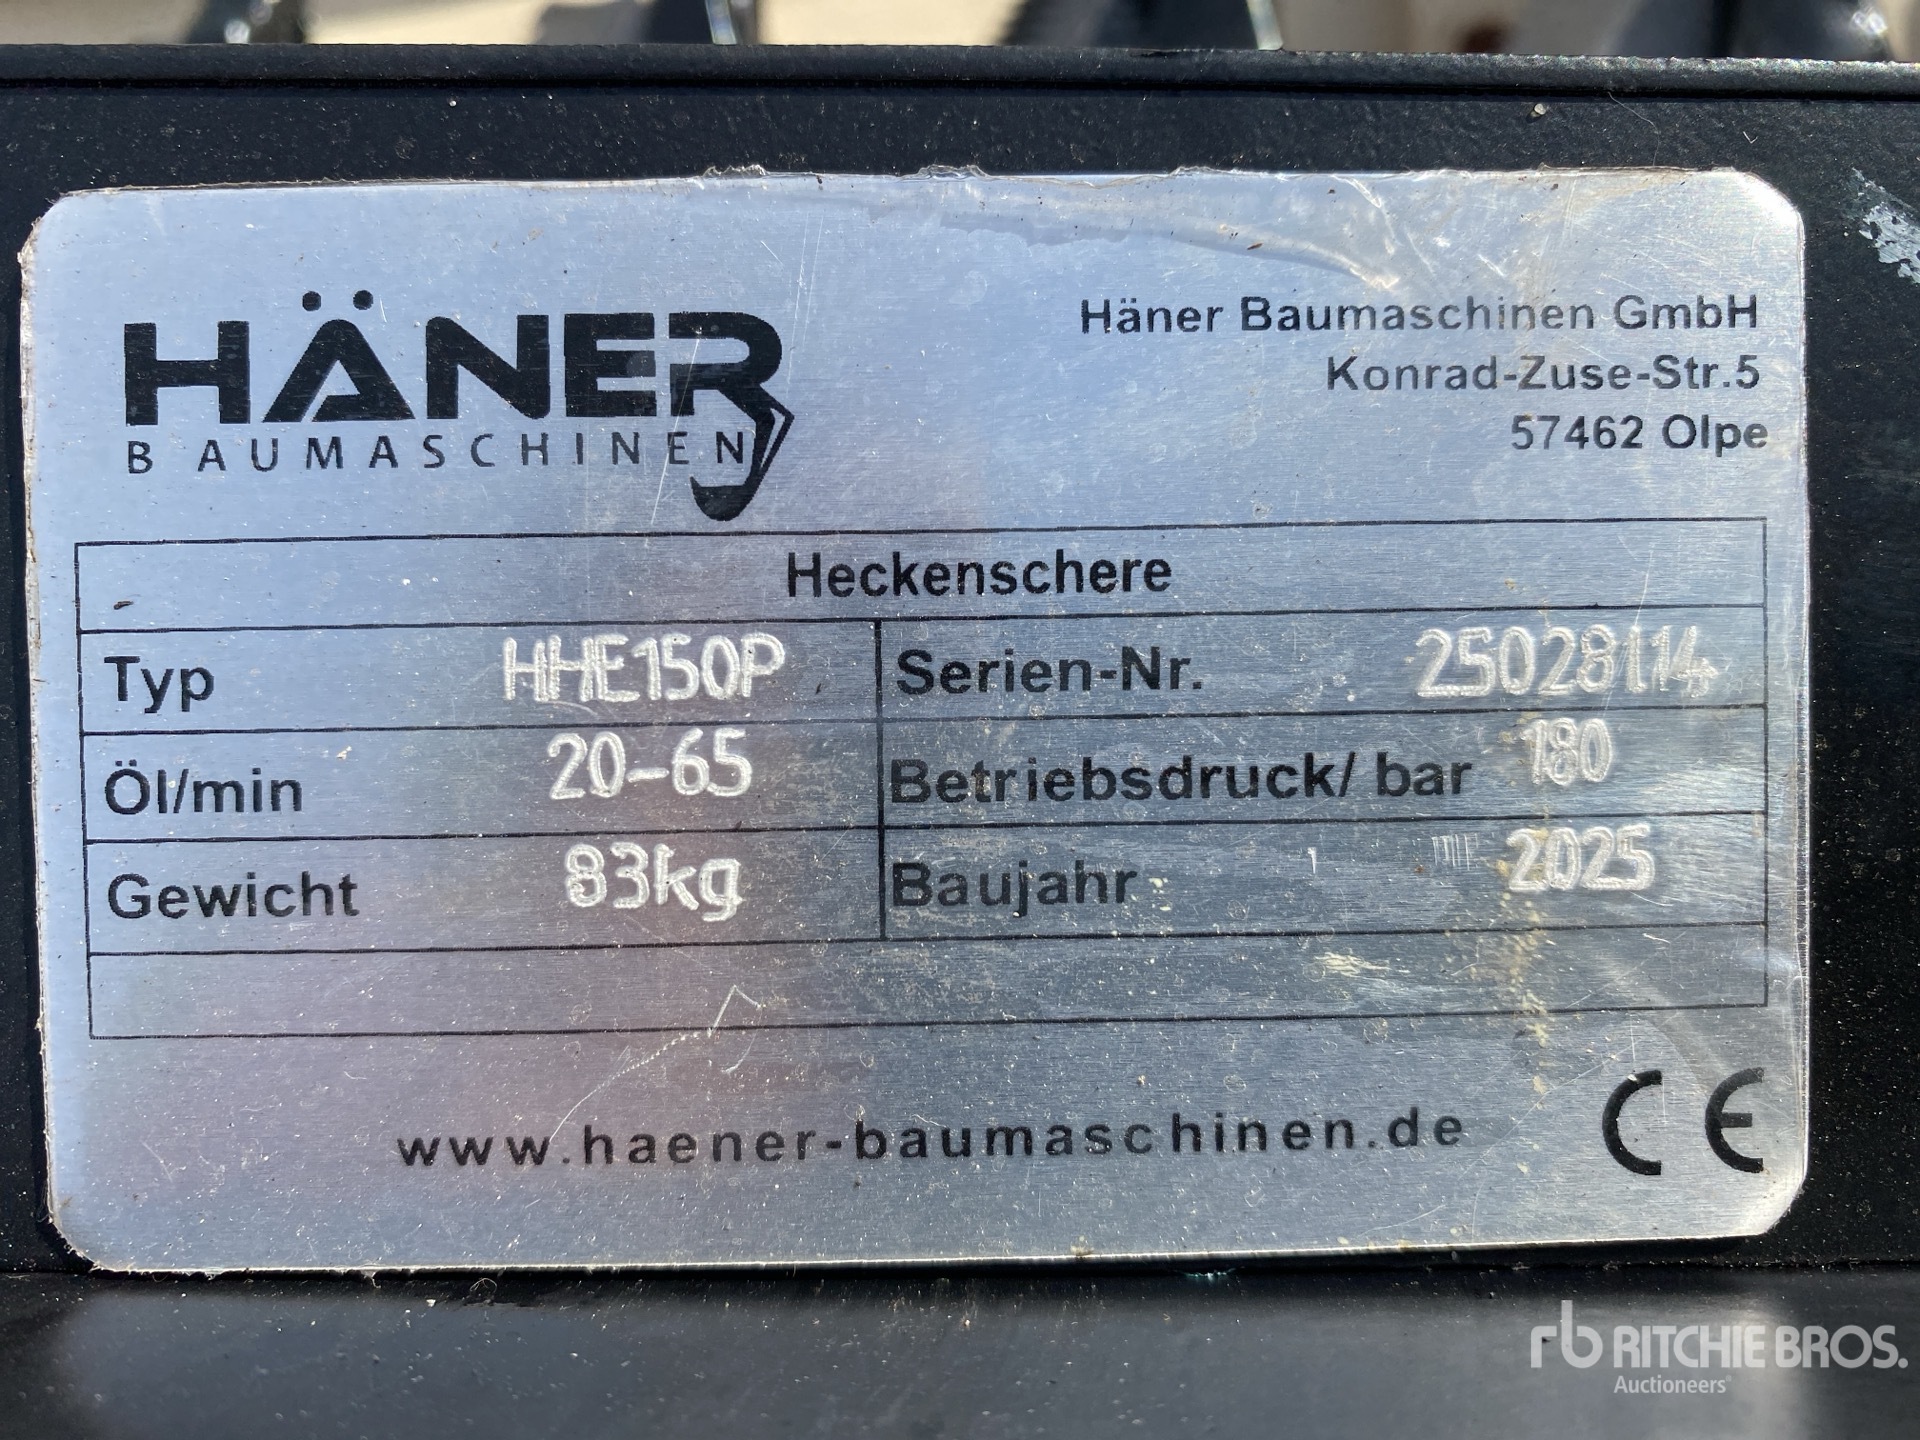 HÄNER
BAUMASCHINEN
Häner Baumaschinen GmbH
Konrad-Zuse-Str.5
57462 Olpe
Heckenschere
Typ HHE150P Serien-Nr. 25028114
Öl/min 20-65 Betriebsdruck/ bar 180
Gewicht 83kg Baujahr 2025
www.haener-baumaschinen.de CE
rb RITCHIE BROS.
Auctioneers